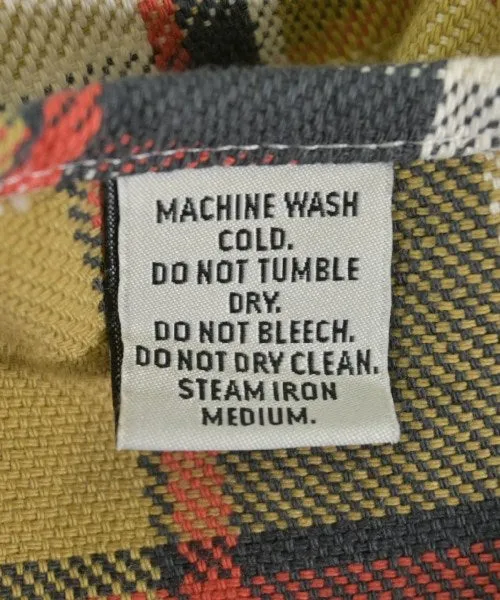 MACHINE WASH
COLD.
DO NOT TUMBLE
DRY.
DO NOT BLEECH.
DO NOT DRY CLEAN.
STEAM IRON
MEDIUM.